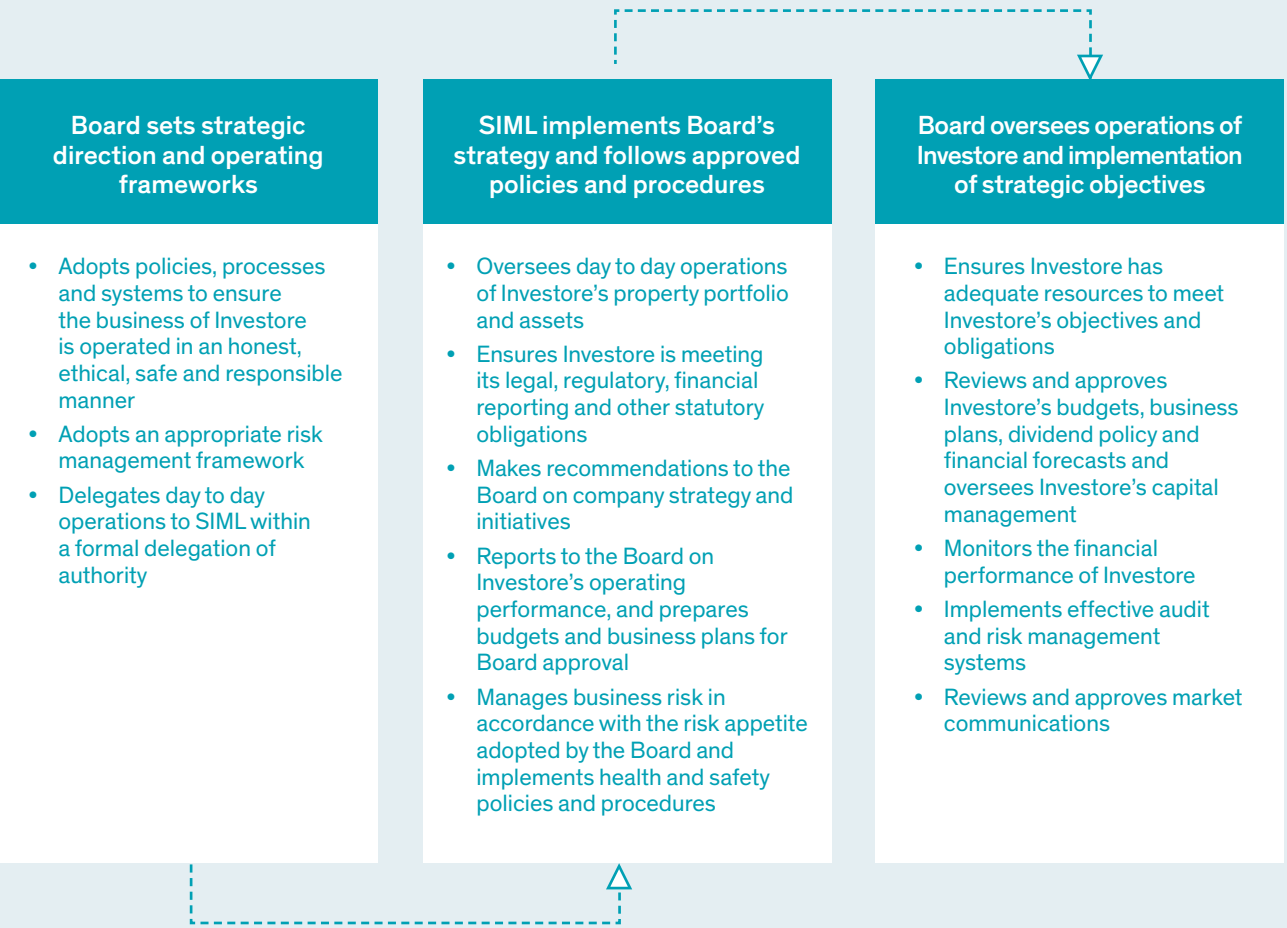 Board sets strategic
direction and operating
frameworks
• Adopts policies, processes
and systems to ensure
the business of Investore
is operated in an honest,
ethical, safe and responsible
manner
• Adopts an appropriate risk
management framework
• Delegates day to day
operations to SIML within
a formal delegation of
authority
SIML implements Board's
strategy and follows approved
policies and procedures
• Oversees day to day operations
of Investore's property portfolio
and assets
• Ensures Investore is meeting
its legal, regulatory, financial
reporting and other statutory
obligations
• Makes recommendations to the
Board on company strategy and
initiatives
• Reports to the Board on
Investore's operating
performance, and prepares
budgets and business plans for
Board approval
• Manages business risk in
accordance with the risk appetite
adopted by the Board and
implements health and safety
policies and procedures
Board oversees operations of
Investore and implementation
of strategic objectives
• Ensures Investore has
adequate resources to meet
Investore's objectives and
obligations
• Reviews and approves
Investore's budgets, business
plans, dividend policy and
financial forecasts and
oversees Investore's capital
management
• Monitors the financial
performance of Investore
• Implements effective audit
and risk management
systems
• Reviews and approves market
communications